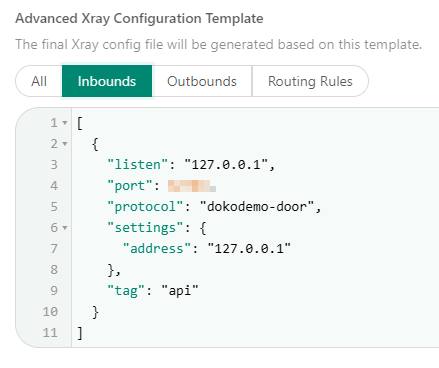 Advanced Xray Configuration Template
The final Xray config file will be generated based on this template.
All Inbounds Outbounds Routing Rules
1 [
2 {
3 "listen": "127.0.0.1",
4 "port":
5 "protocol": "dokodemo-door",
6 "settings": {
7 "address": "127.0.0.1"
8 },
9 "tag": "api"
10 }
11 ]